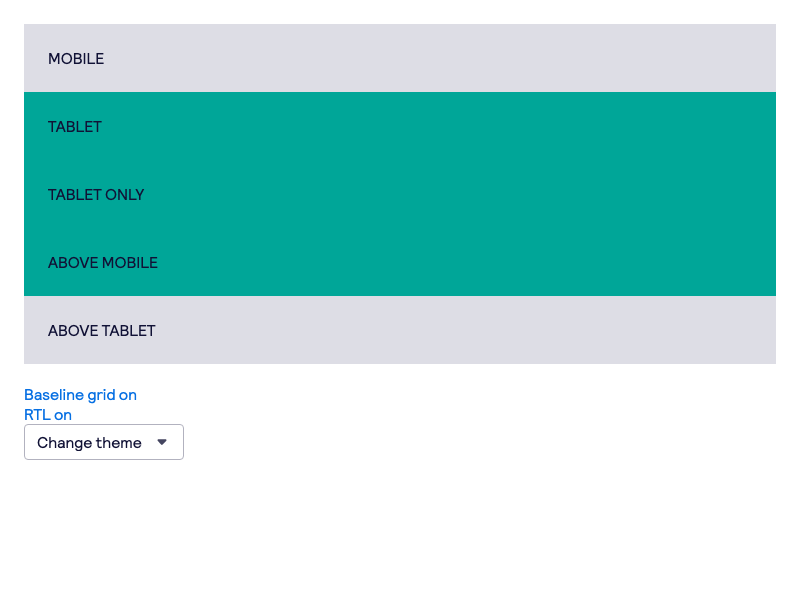 MOBILE
TABLET
TABLET ONLY
ABOVE MOBILE
ABOVE TABLET
Baseline grid on
RTL on
Change theme